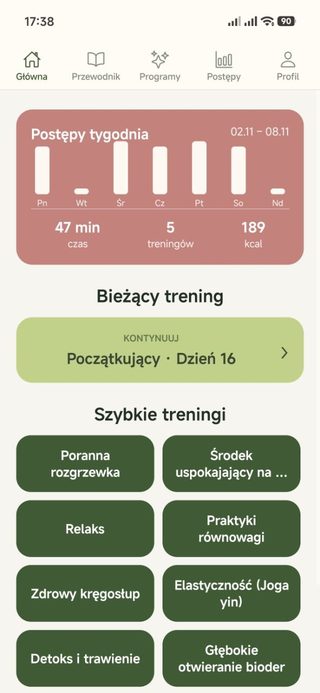 17:38
90
Główna
Przewodnik
Programy
Postępy
Profil
Postępy tygodnia
02.11 – 08.11
Pn
Wt
Śr
Cz
Pt
So
Nd
47 min
5
189
czas
treningów
kcal
Bieżący trening
KONTYNUUJ
Początkujący · Dzień 16
Szybkie treningi
Poranna
rozgrzewka
Środek
uspokajający na ...
Relaks
Praktyki
równowagi
Zdrowy kręgosłup
Elastyczność (Joga
yin)
Detoks i trawienie
Głębokie
otwieranie bioder